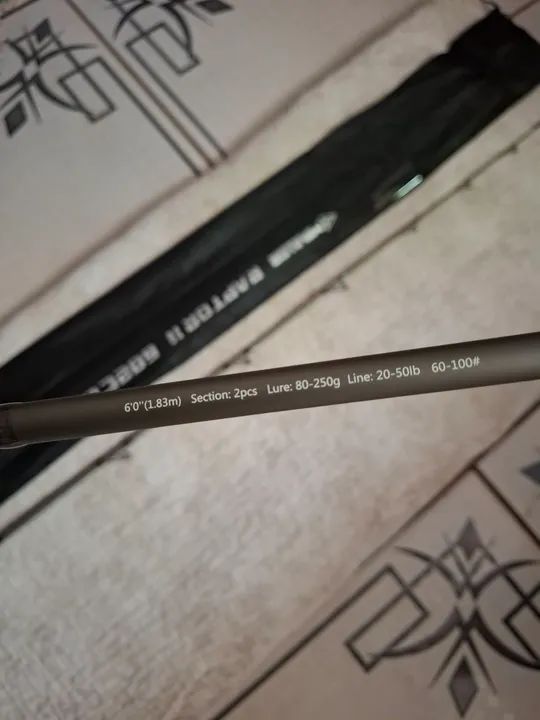 RAPTOR II
6'0''(1.83m) Section: 2pcs Lure: 80-250g Line: 20-50lb 60-100#